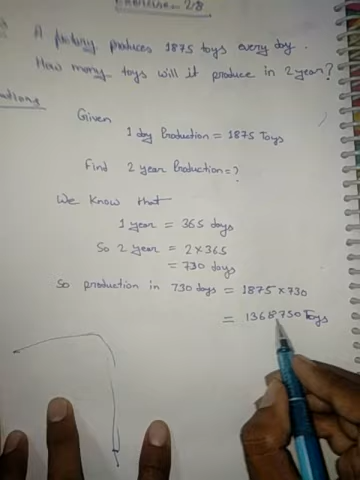 A factory produces 1875 toys every day.
How many toys will it produce in 2 year?
Given
1 day Production = 1875 Toys
Find 2 year Production = ?
We Know that
1 year = 365 days
So 2 year = 2×365
= 730 days
So production in 730 days = 1875×730
= 1368750 Toys